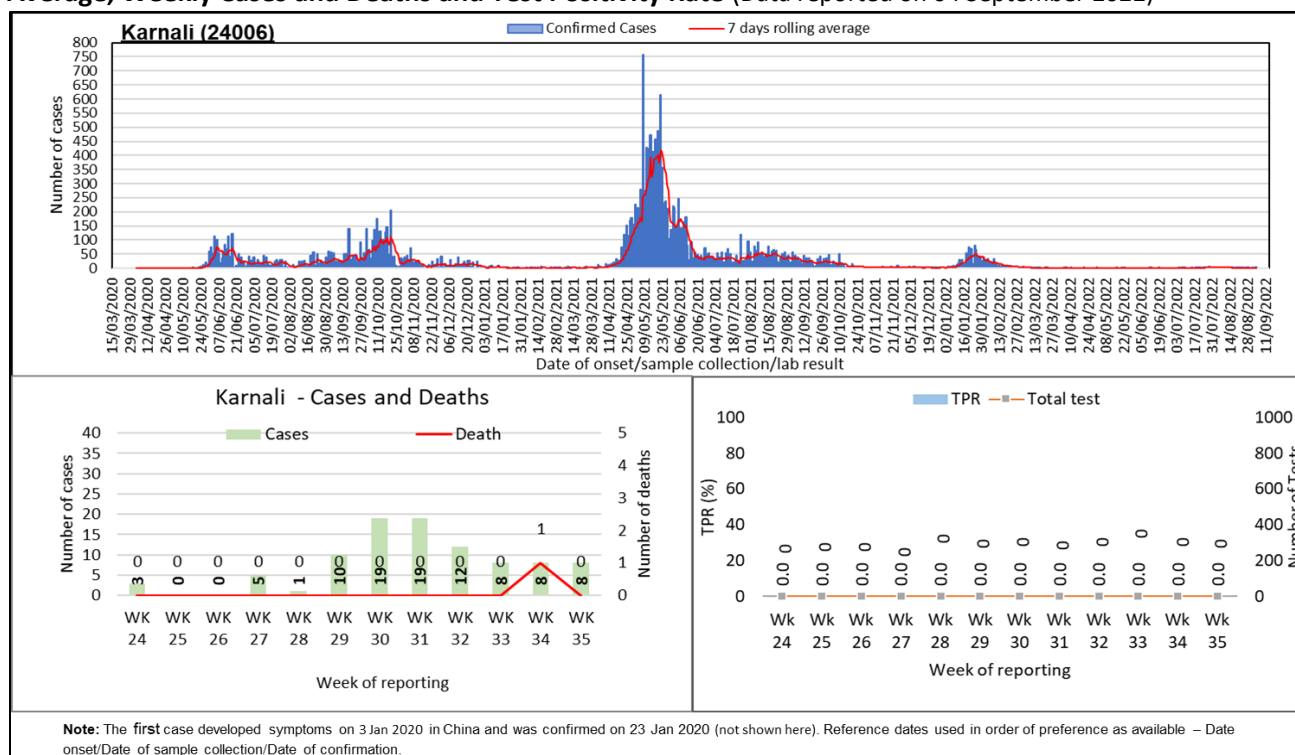 Average, Weekly Cases and Deaths and Test Positivity Rate (Data reported on 04 September 2022)
Karnali (24006)
Confirmed Cases 7 days rolling average
Number of cases
800
750
700
650
600
550
500
450
400
350
300
250
200
150
100
50
0
15/03/2020 29/03/2020 12/04/2020 26/04/2020 10/05/2020 24/05/2020 07/06/2020 21/06/2020 05/07/2020 19/07/2020 02/08/2020 16/08/2020 30/08/2020 13/09/2020 27/09/2020 11/10/2020 25/10/2020 08/11/2020 22/11/2020 06/12/2020 20/12/2020 03/01/2021 17/01/2021 31/01/2021 14/02/2021 28/02/2021 14/03/2021 28/03/2021 11/04/2021 25/04/2021 09/05/2021 23/05/2021 06/06/2021 20/06/2021 04/07/2021 18/07/2021 01/08/2021 15/08/2021 29/08/2021 12/09/2021 26/09/2021 10/10/2021 24/10/2021 07/11/2021 21/11/2021 05/12/2021 19/12/2021 02/01/2022 16/01/2022 30/01/2022 13/02/2022 27/02/2022 13/03/2022 27/03/2022 10/04/2022 24/04/2022 08/05/2022 22/05/2022 05/06/2022 19/06/2022 03/07/2022 17/07/2022 31/07/2022 14/08/2022 28/08/2022 11/09/2022
Date of onset/sample collection/lab result
Karnali - Cases and Deaths
Cases Death
Number of cases
40
35
30
25
20
15
10
5
0
5
4
3
2
1
0
Number of deaths
0 0 0 0 0 0 0 0 0 0 1 0
3 0 0 5 1 10 19 19 12 8 8 8
WK WK WK WK WK WK WK WK WK WK WK WK
24 25 26 27 28 29 30 31 32 33 34 35
Week of reporting
TPR Total test
TPR (%)
100
80
60
40
20
0
1000
800
600
400
200
0
Number of Tests
0 0 0 0 0 0 0 0 0 0 0 0
0.0 0.0 0.0 0.0 0.0 0.0 0.0 0.0 0.0 0.0 0.0 0.0
Wk Wk Wk Wk Wk Wk Wk Wk Wk Wk Wk Wk
24 25 26 27 28 29 30 31 32 33 34 35
Week of reporting
Note: The first case developed symptoms on 3 Jan 2020 in China and was confirmed on 23 Jan 2020 (not shown here). Reference dates used in order of preference as available – Date
onset/Date of sample collection/Date of confirmation.